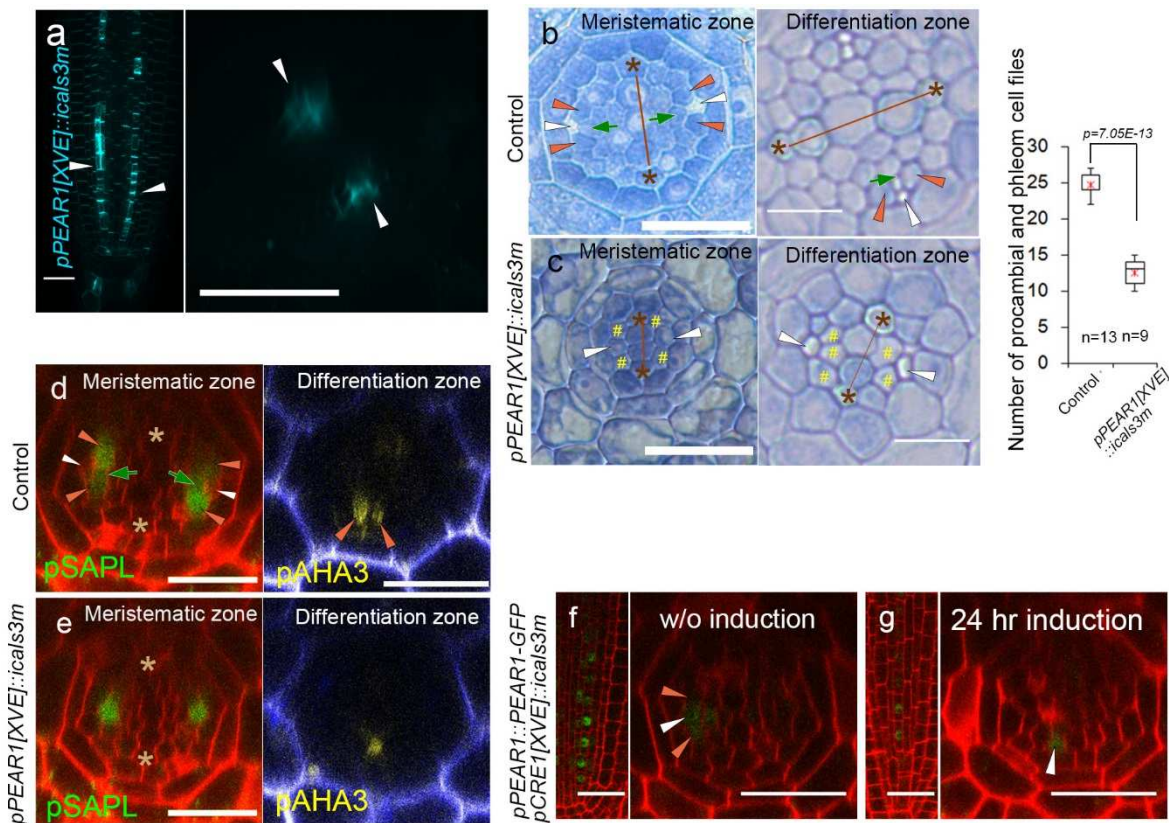 a
pPEAR1[XVE]::icals3m
b
Meristematic zone
Differentiation zone
Control
*
*
*
*
c
Meristematic zone
Differentiation zone
pPEAR1[XVE]::icals3m
*
# #
# #
*
*
# #
# #
*
Number of procambial and phleom cell files
p=7.05E-13
30
25
20
15
10
5
0
n=13 n=9
Control
pPEAR1[XVE]
::icals3m
d
Meristematic zone
Differentiation zone
Control
*
*
pSAPL
pAHA3
e
Meristematic zone
Differentiation zone
pPEAR1[XVE]::icals3m
*
*
pSAPL
pAHA3
pPEAR1::PEAR1-GFP
pCRE1[XVE]::icals3m
f
w/o induction
g
24 hr induction